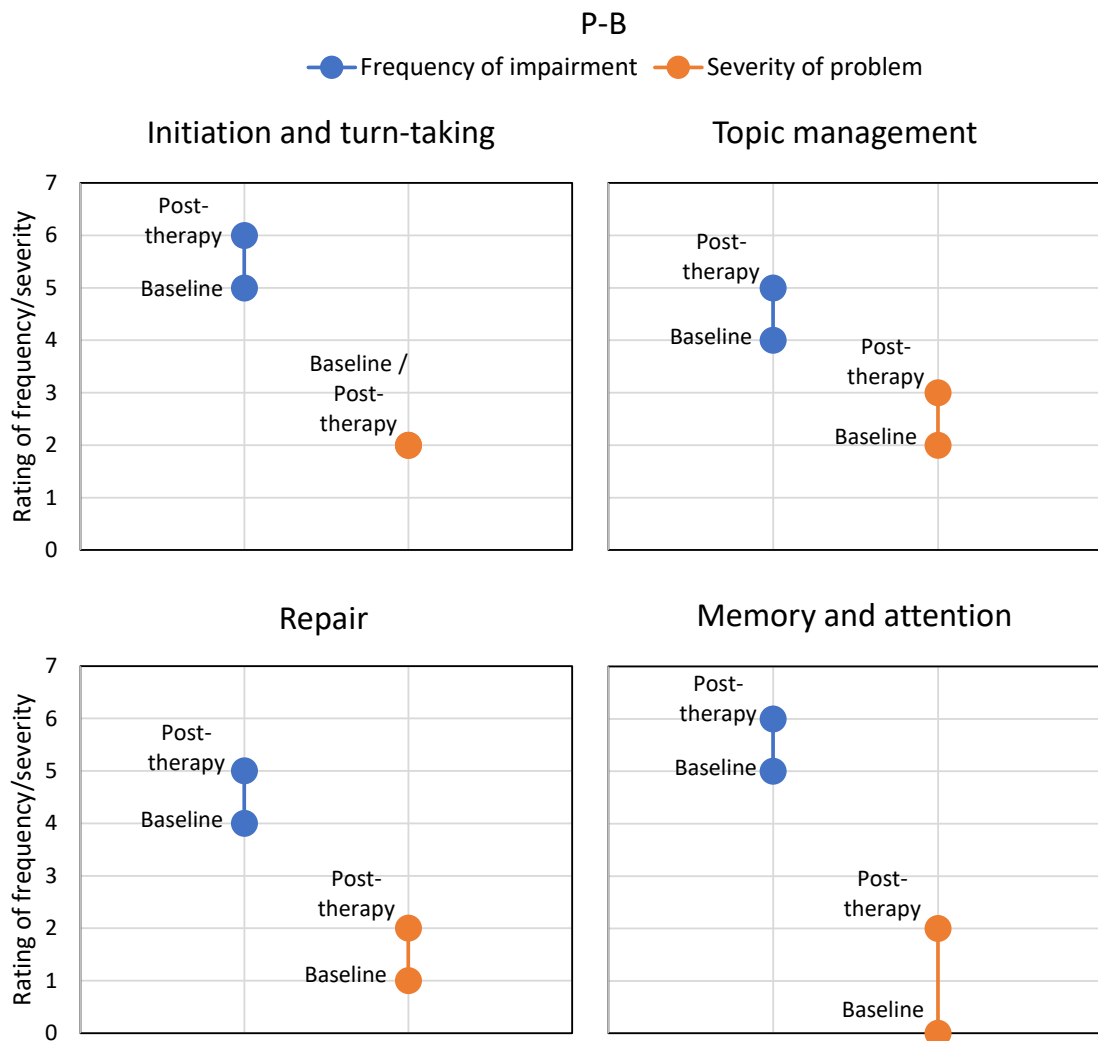 P-B
Frequency of impairment Severity of problem
Initiation and turn-taking
Rating of frequency/severity
7
6
5
4
3
2
1
0
Post-
therapy
Baseline
Baseline /
Post-
therapy
Topic management
Post-
therapy
Baseline
Post-
therapy
Baseline
Repair
Rating of frequency/severity
7
6
5
4
3
2
1
0
Post-
therapy
Baseline
Post-
therapy
Baseline
Memory and attention
Post-
therapy
Baseline
Post-
therapy
Baseline